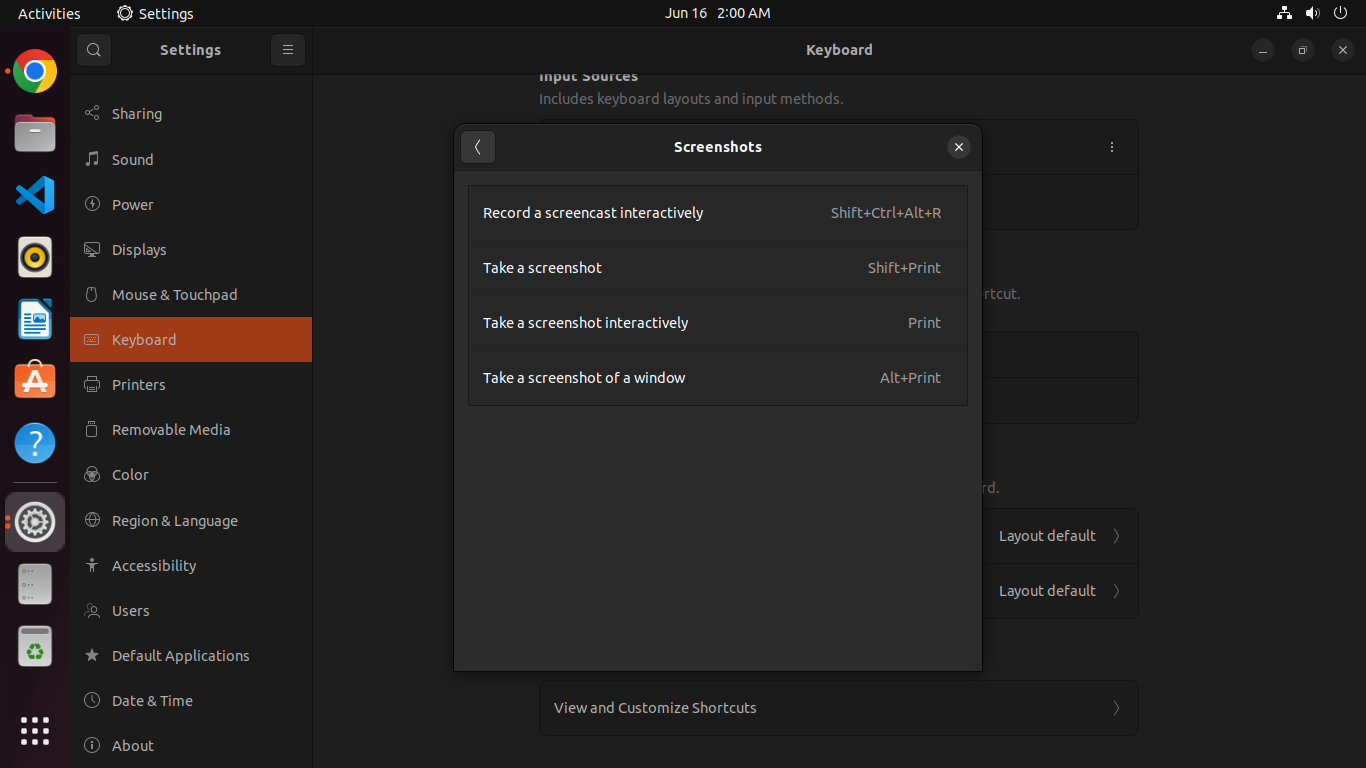 Activities
Settings
Jun 16 2:00 AM
Settings
Keyboard
Sharing
Sound
Power
Displays
Mouse & Touchpad
Keyboard
Printers
Removable Media
Color
Region & Language
Accessibility
Users
Default Applications
Date & Time
About
Input Sources
Includes keyboard layouts and input methods.
Screenshots
Record a screencast interactively Shift+Ctrl+Alt+R
Take a screenshot Shift+Print
Take a screenshot interactively Print
Take a screenshot of a window Alt+Print
rtcut.
rd.
Layout default
Layout default
View and Customize Shortcuts